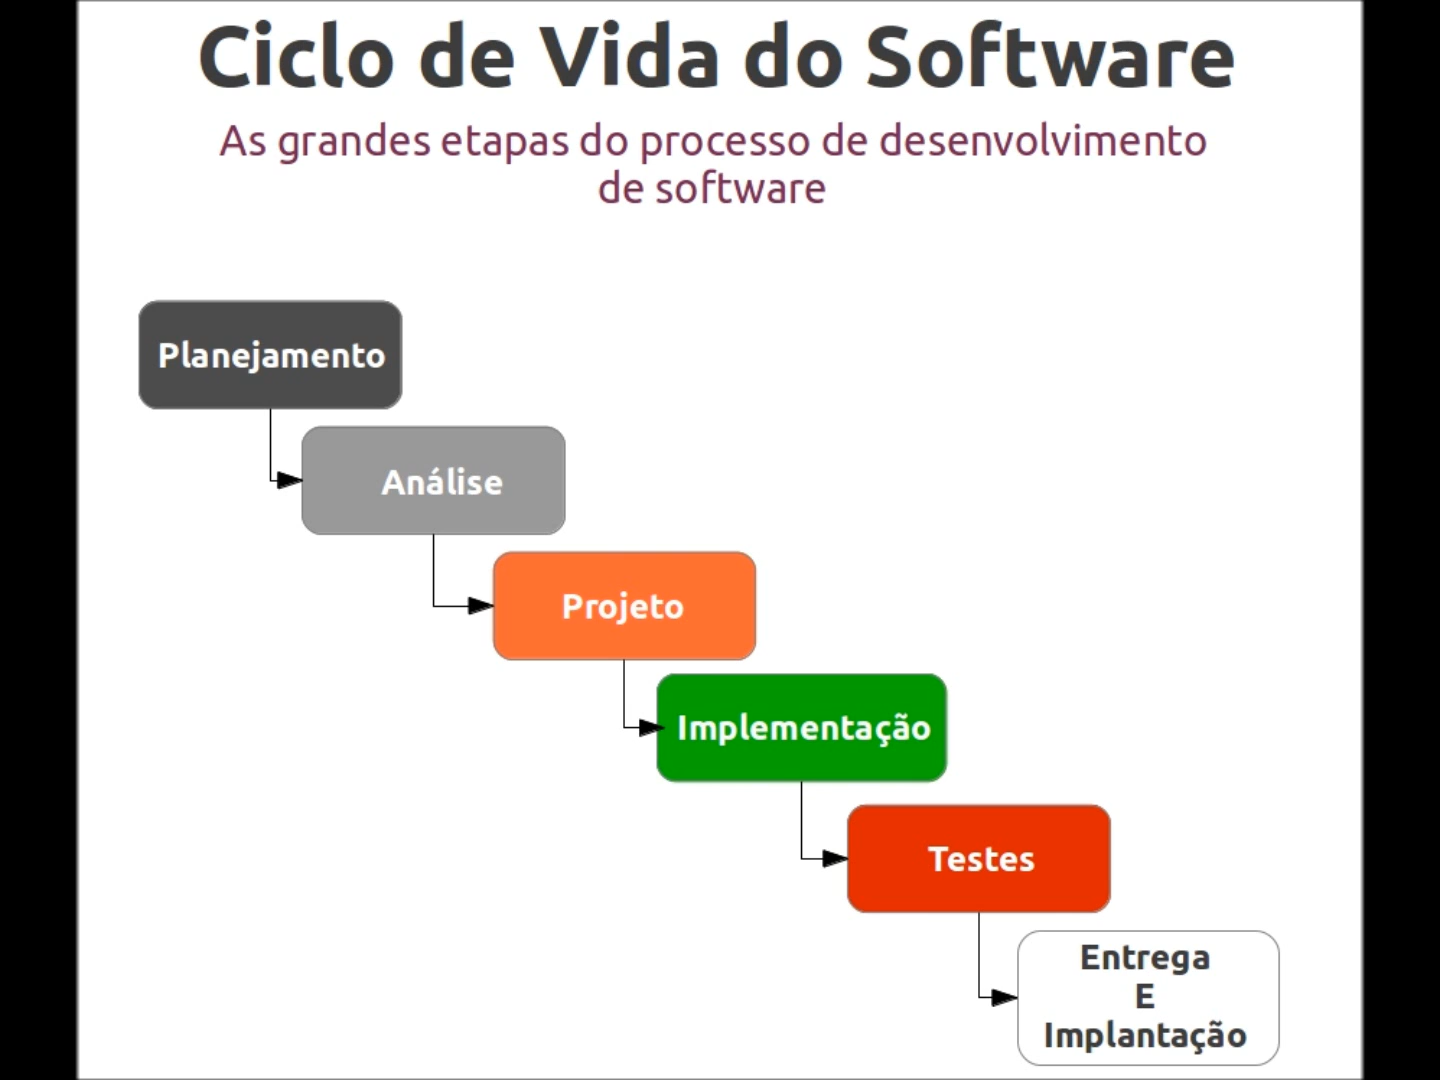 Ciclo de Vida do Software
As grandes etapas do processo de desenvolvimento
de software
Planejamento
Análise
Projeto
Implementação
Testes
Entrega
E
Implantação